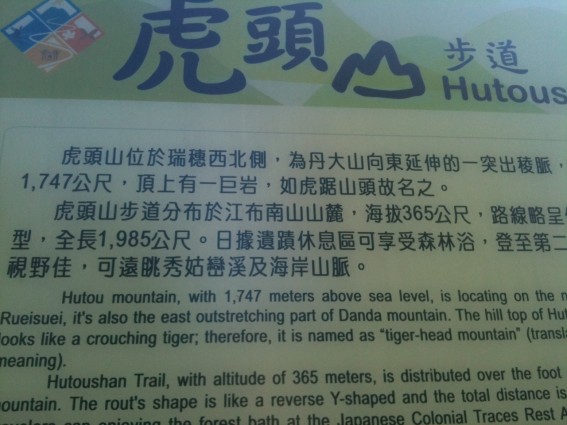 虎頭山步道
Hutous
虎頭山位於瑞穗西北側，為丹大山向東延伸的一突出稜脈，
1,747公尺，頂上有一巨岩，如虎踞山頭故名之。
虎頭山步道分布於江布南山山麓，海拔365公尺，路線略呈
型，全長1,985公尺。日據遺蹟休息區可享受森林浴，登至第二
視野佳，可遠眺秀姑巒溪及海岸山脈。
Hutou mountain, with 1,747 meters above sea level, is locating on the
Rueisuei, it's also the east outstretching part of Danda mountain. The hill top of Hut
looks like a crouching tiger; therefore, it is named as “tiger-head mountain” (transla
meaning).
Hutoushan Trail, with altitude of 365 meters, is distributed over the foot
ountain. The rout's shape is like a reverse Y-shaped and the total distance is
enjoying the forest bath at the Japanese Colonial Traces Rest A